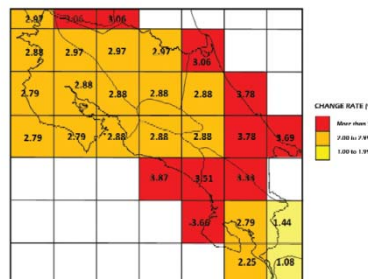 2.97 3.06 3.06
2.88 2.97 2.97 2.97 3.06
2.79 2.88 2.88 2.88 2.88 3.78
2.79 2.79 2.88 2.88 2.88 3.78 3.69
3.87 3.51 3.33
3.66 2.79 1.44
2.25 1.08
CHANGE RATE (
More than
2.00 to 2.9
1.00 to 1.9